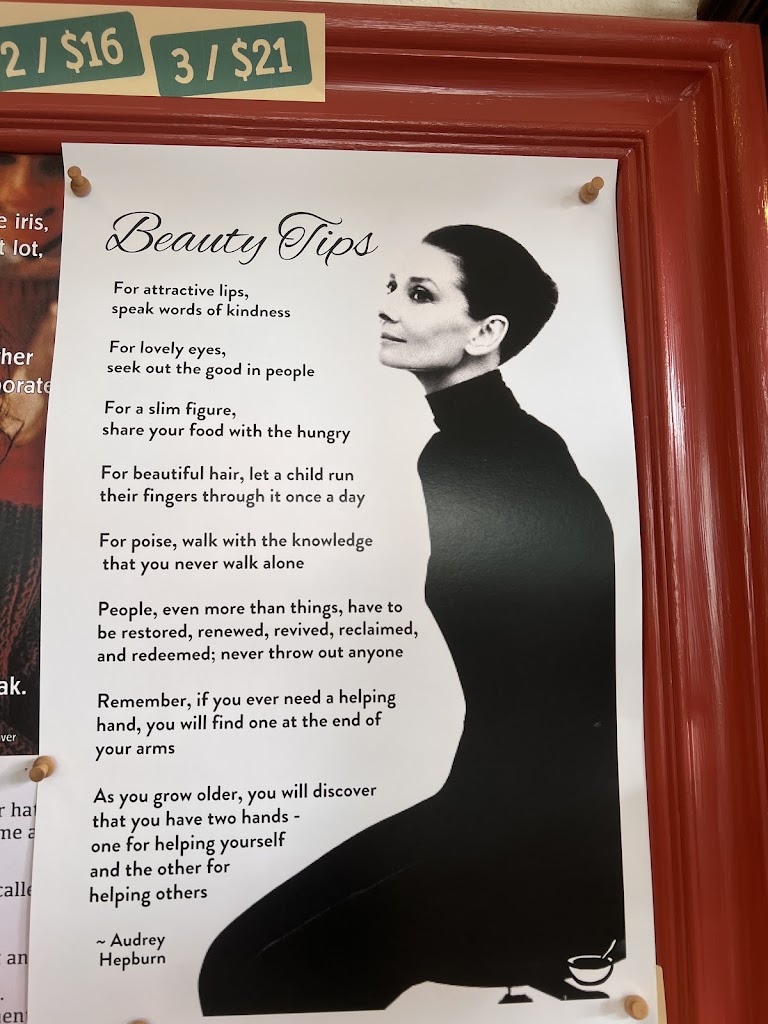 2 / $16
3 / $21
iris,
lot,
Beauty Tips
For attractive lips,
speak words of kindness
For lovely eyes,
seek out the good in people
For a slim figure,
share your food with the hungry
For beautiful hair, let a child run
their fingers through it once a day
For poise, walk with the knowledge
that you never walk alone
People, even more than things, have to
be restored, renewed, revived, reclaimed,
and redeemed; never throw out anyone
Remember, if you ever need a helping
hand, you will find one at the end of
your arms
As you grow older, you will discover
that you have two hands -
one for helping yourself
and the other for
helping others
~ Audrey
Hepburn